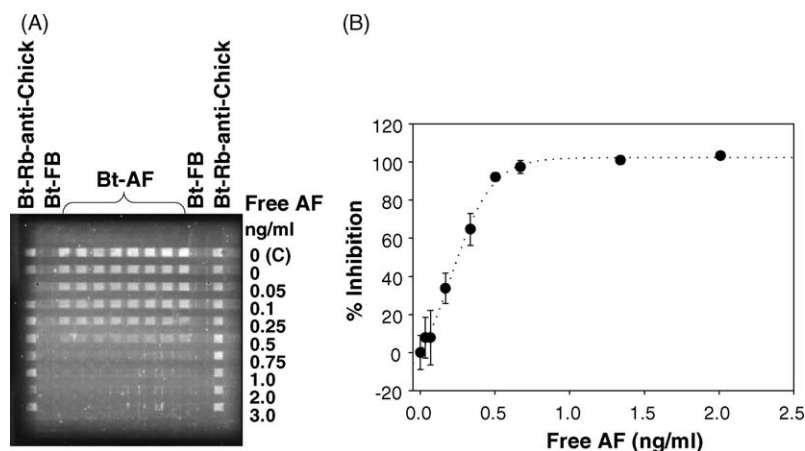 (A)
Bt-Rb-anti-Chick
Bt-FB
Bt-AF
Bt-FB
Bt-Rb-anti-Chick
Free AF
ng/ml
0 (C)
0
0.05
0.1
0.25
0.5
0.75
1.0
2.0
3.0
(B)
% Inhibition
120
100
80
60
40
20
0
-20
0.0 0.5 1.0 1.5 2.0 2.5
Free AF (ng/ml)